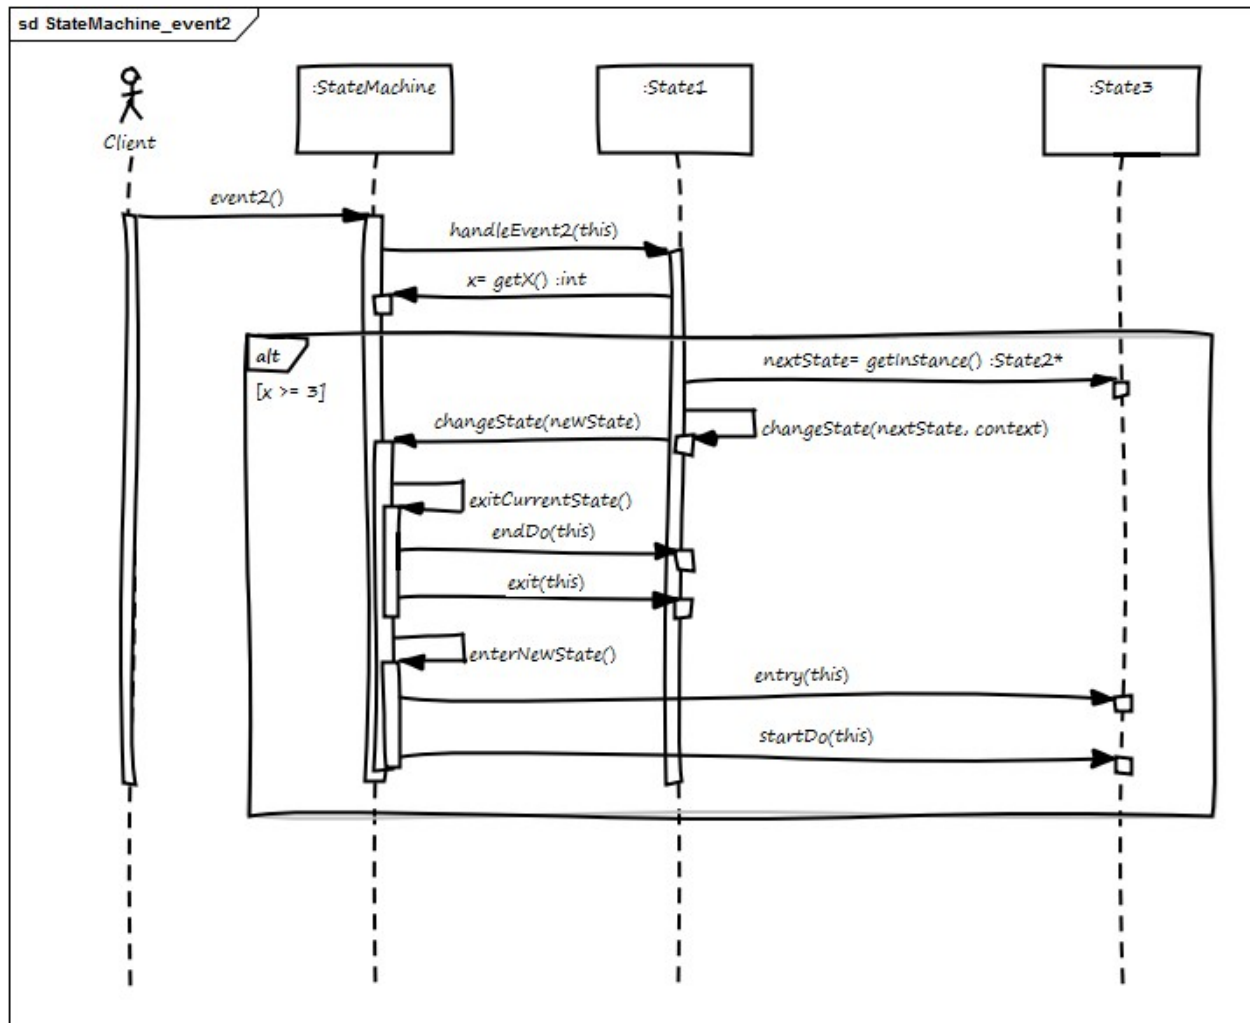 sd StateMachine_event2
:StateMachine
:State1
:State3
Client
event2()
handleEvent2(this)
x= getX() :int
alt
nextState= getInstance() :State2*
[x >= 3]
changeState(newState)
changeState(nextState, context)
exitCurrentState()
endDo(this)
exit(this)
enterNewState()
entry(this)
startDo(this)